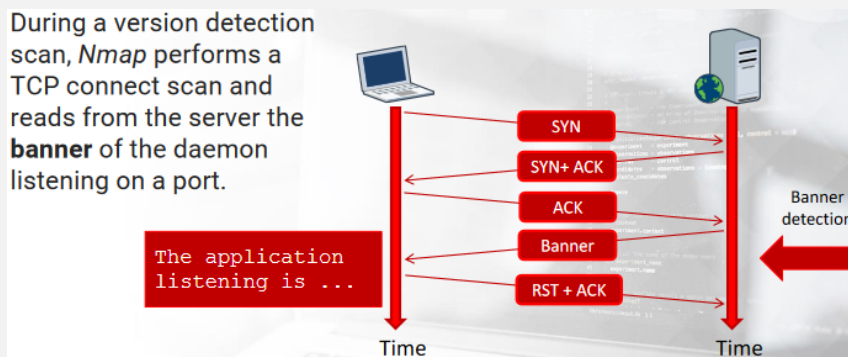 During a version detection
scan, Nmap performs a
TCP connect scan and
reads from the server the
banner of the daemon
listening on a port.
SYN
SYN+ ACK
ACK
Banner
RST + ACK
Banner
detection
The application
listening is ...
Time
Time